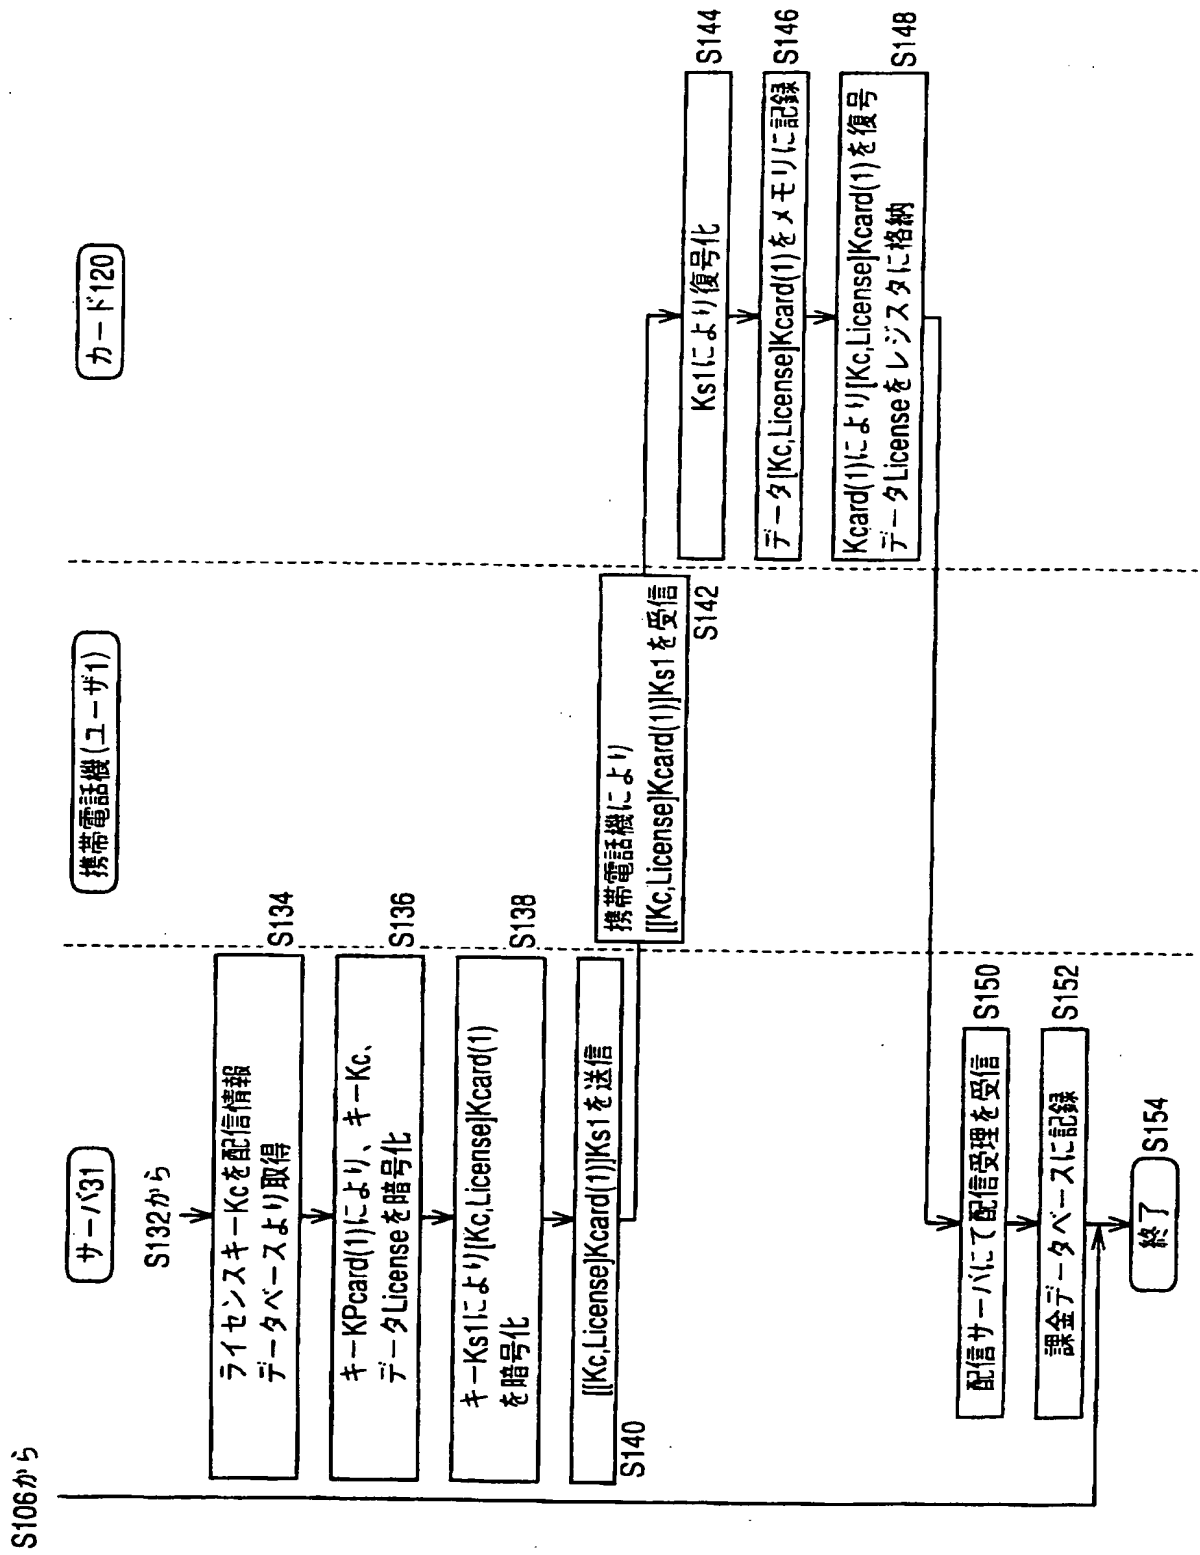 S106から
サーバ31
携帯電話機(ユーザ1)
カード120
S132から
ライセンスキーKcを配信情報
データベースより取得
S134
キーKPcard(1)により、キーKc、
データLicenseを暗号化
S136
キーKs1により[Kc,License]Kcard(1)
を暗号化
S138
[[Kc,License]Kcard(1)]Ks1を送信
S140
携帯電話機により
[[Kc,License]Kcard(1)]Ks1を受信
S142
Ks1により復号化
S144
データ[Kc,License]Kcard(1)をメモリに記録
S146
Kcard(1)により[Kc,License]Kcard(1)を復号
データLicenseをレジスタに格納
S148
配信サーバにて配信受理を受信
S150
課金データベースに記録
S152
終了
S154